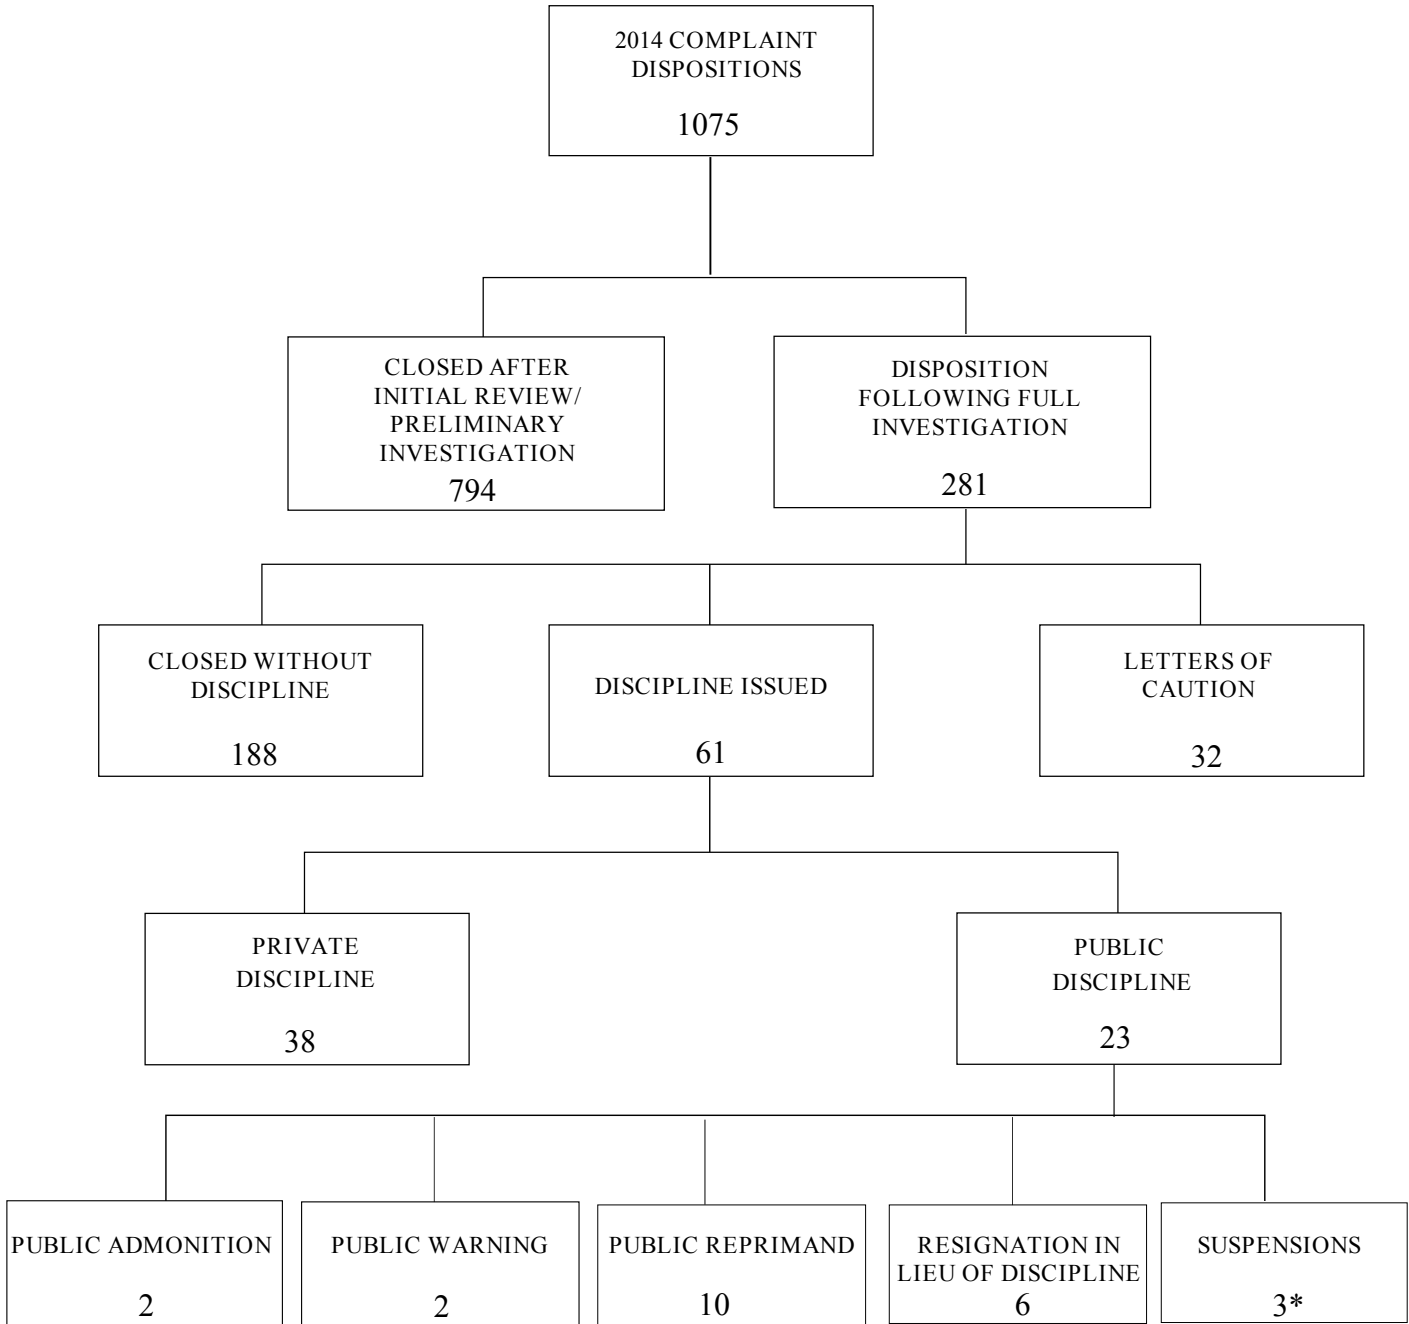 2014 COMPLAINT
DISPOSITIONS
1075
CLOSED AFTER
INITIAL REVIEW/
PRELIMINARY
INVESTIGATION
794
DISPOSITION
FOLLOWING FULL
INVESTIGATION
281
CLOSED WITHOUT
DISCIPLINE
188
DISCIPLINE ISSUED
61
LETTERS OF
CAUTION
32
PRIVATE
DISCIPLINE
38
PUBLIC
DISCIPLINE
23
PUBLIC ADMONITION
2
PUBLIC WARNING
2
PUBLIC REPRIMAND
10
RESIGNATION IN
LIEU OF DISCIPLINE
6
SUSPENSIONS
3*